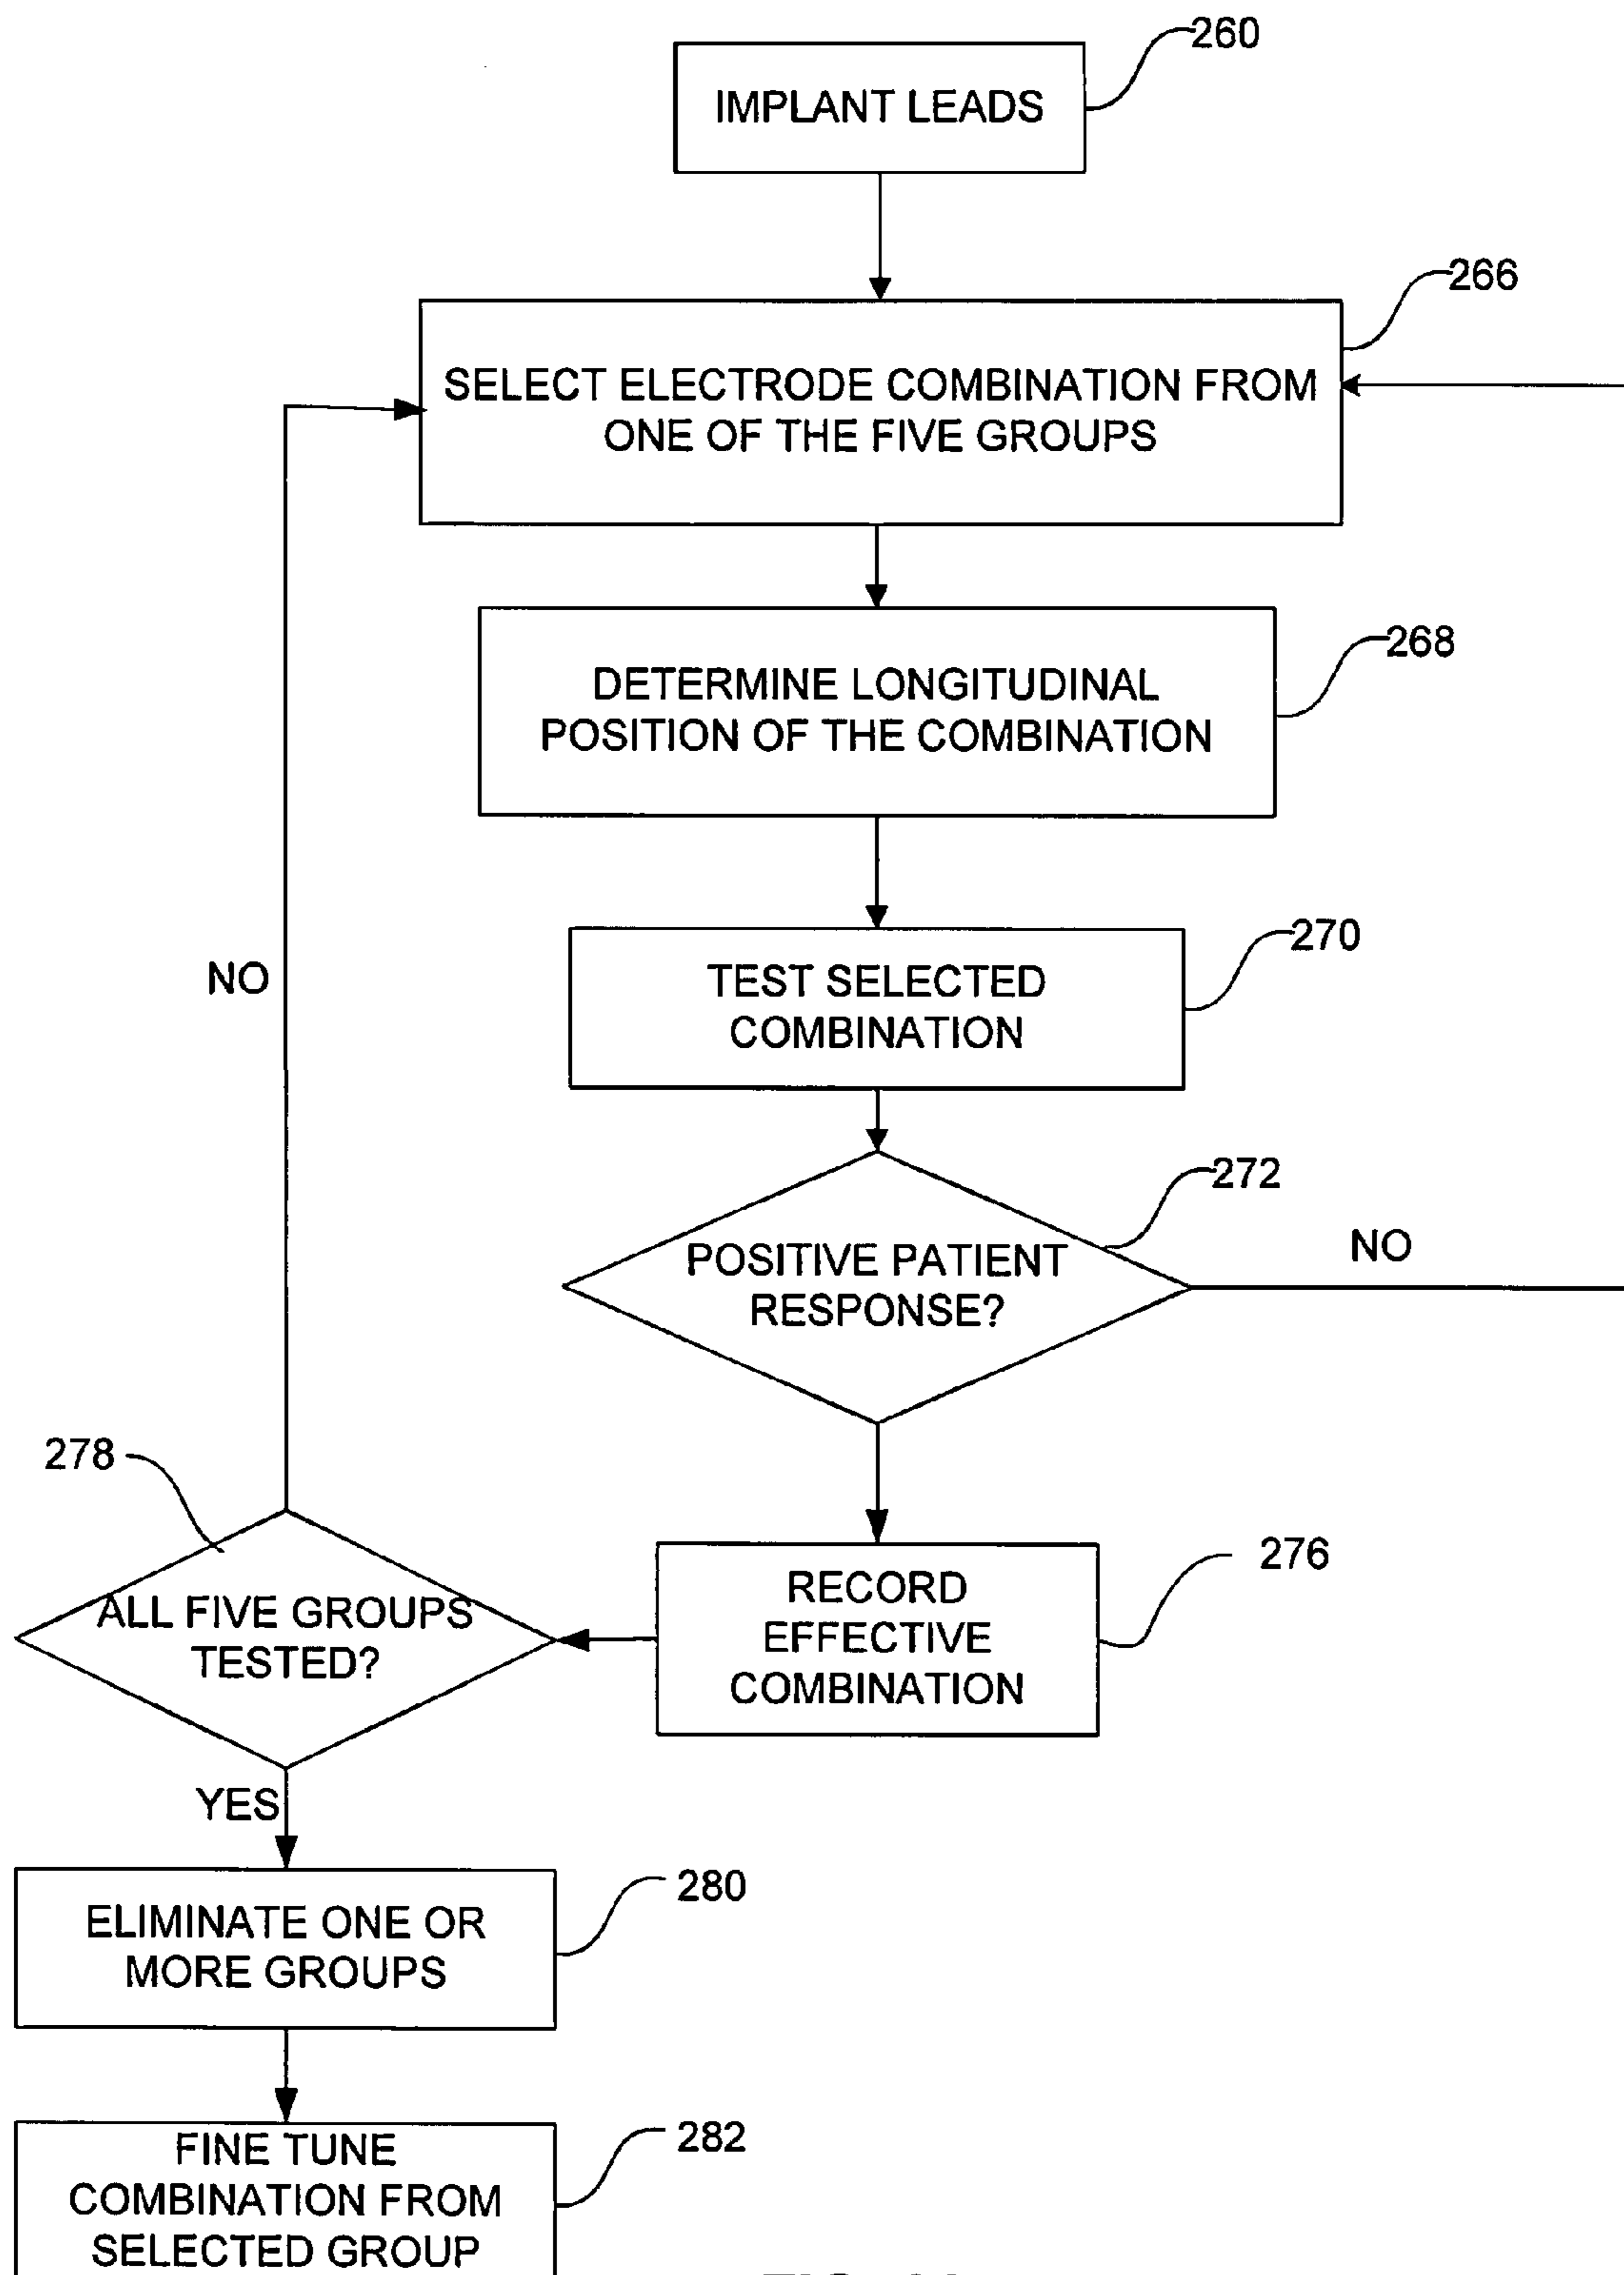 260
IMPLANT LEADS
266
SELECT ELECTRODE COMBINATION FROM
ONE OF THE FIVE GROUPS
268
DETERMINE LONGITUDINAL
POSITION OF THE COMBINATION
270
TEST SELECTED
COMBINATION
272
POSITIVE PATIENT
RESPONSE?
NO
NO
278
ALL FIVE GROUPS
TESTED?
276
RECORD
EFFECTIVE
COMBINATION
YES
280
ELIMINATE ONE OR
MORE GROUPS
282
FINE TUNE
COMBINATION FROM
SELECTED GROUP